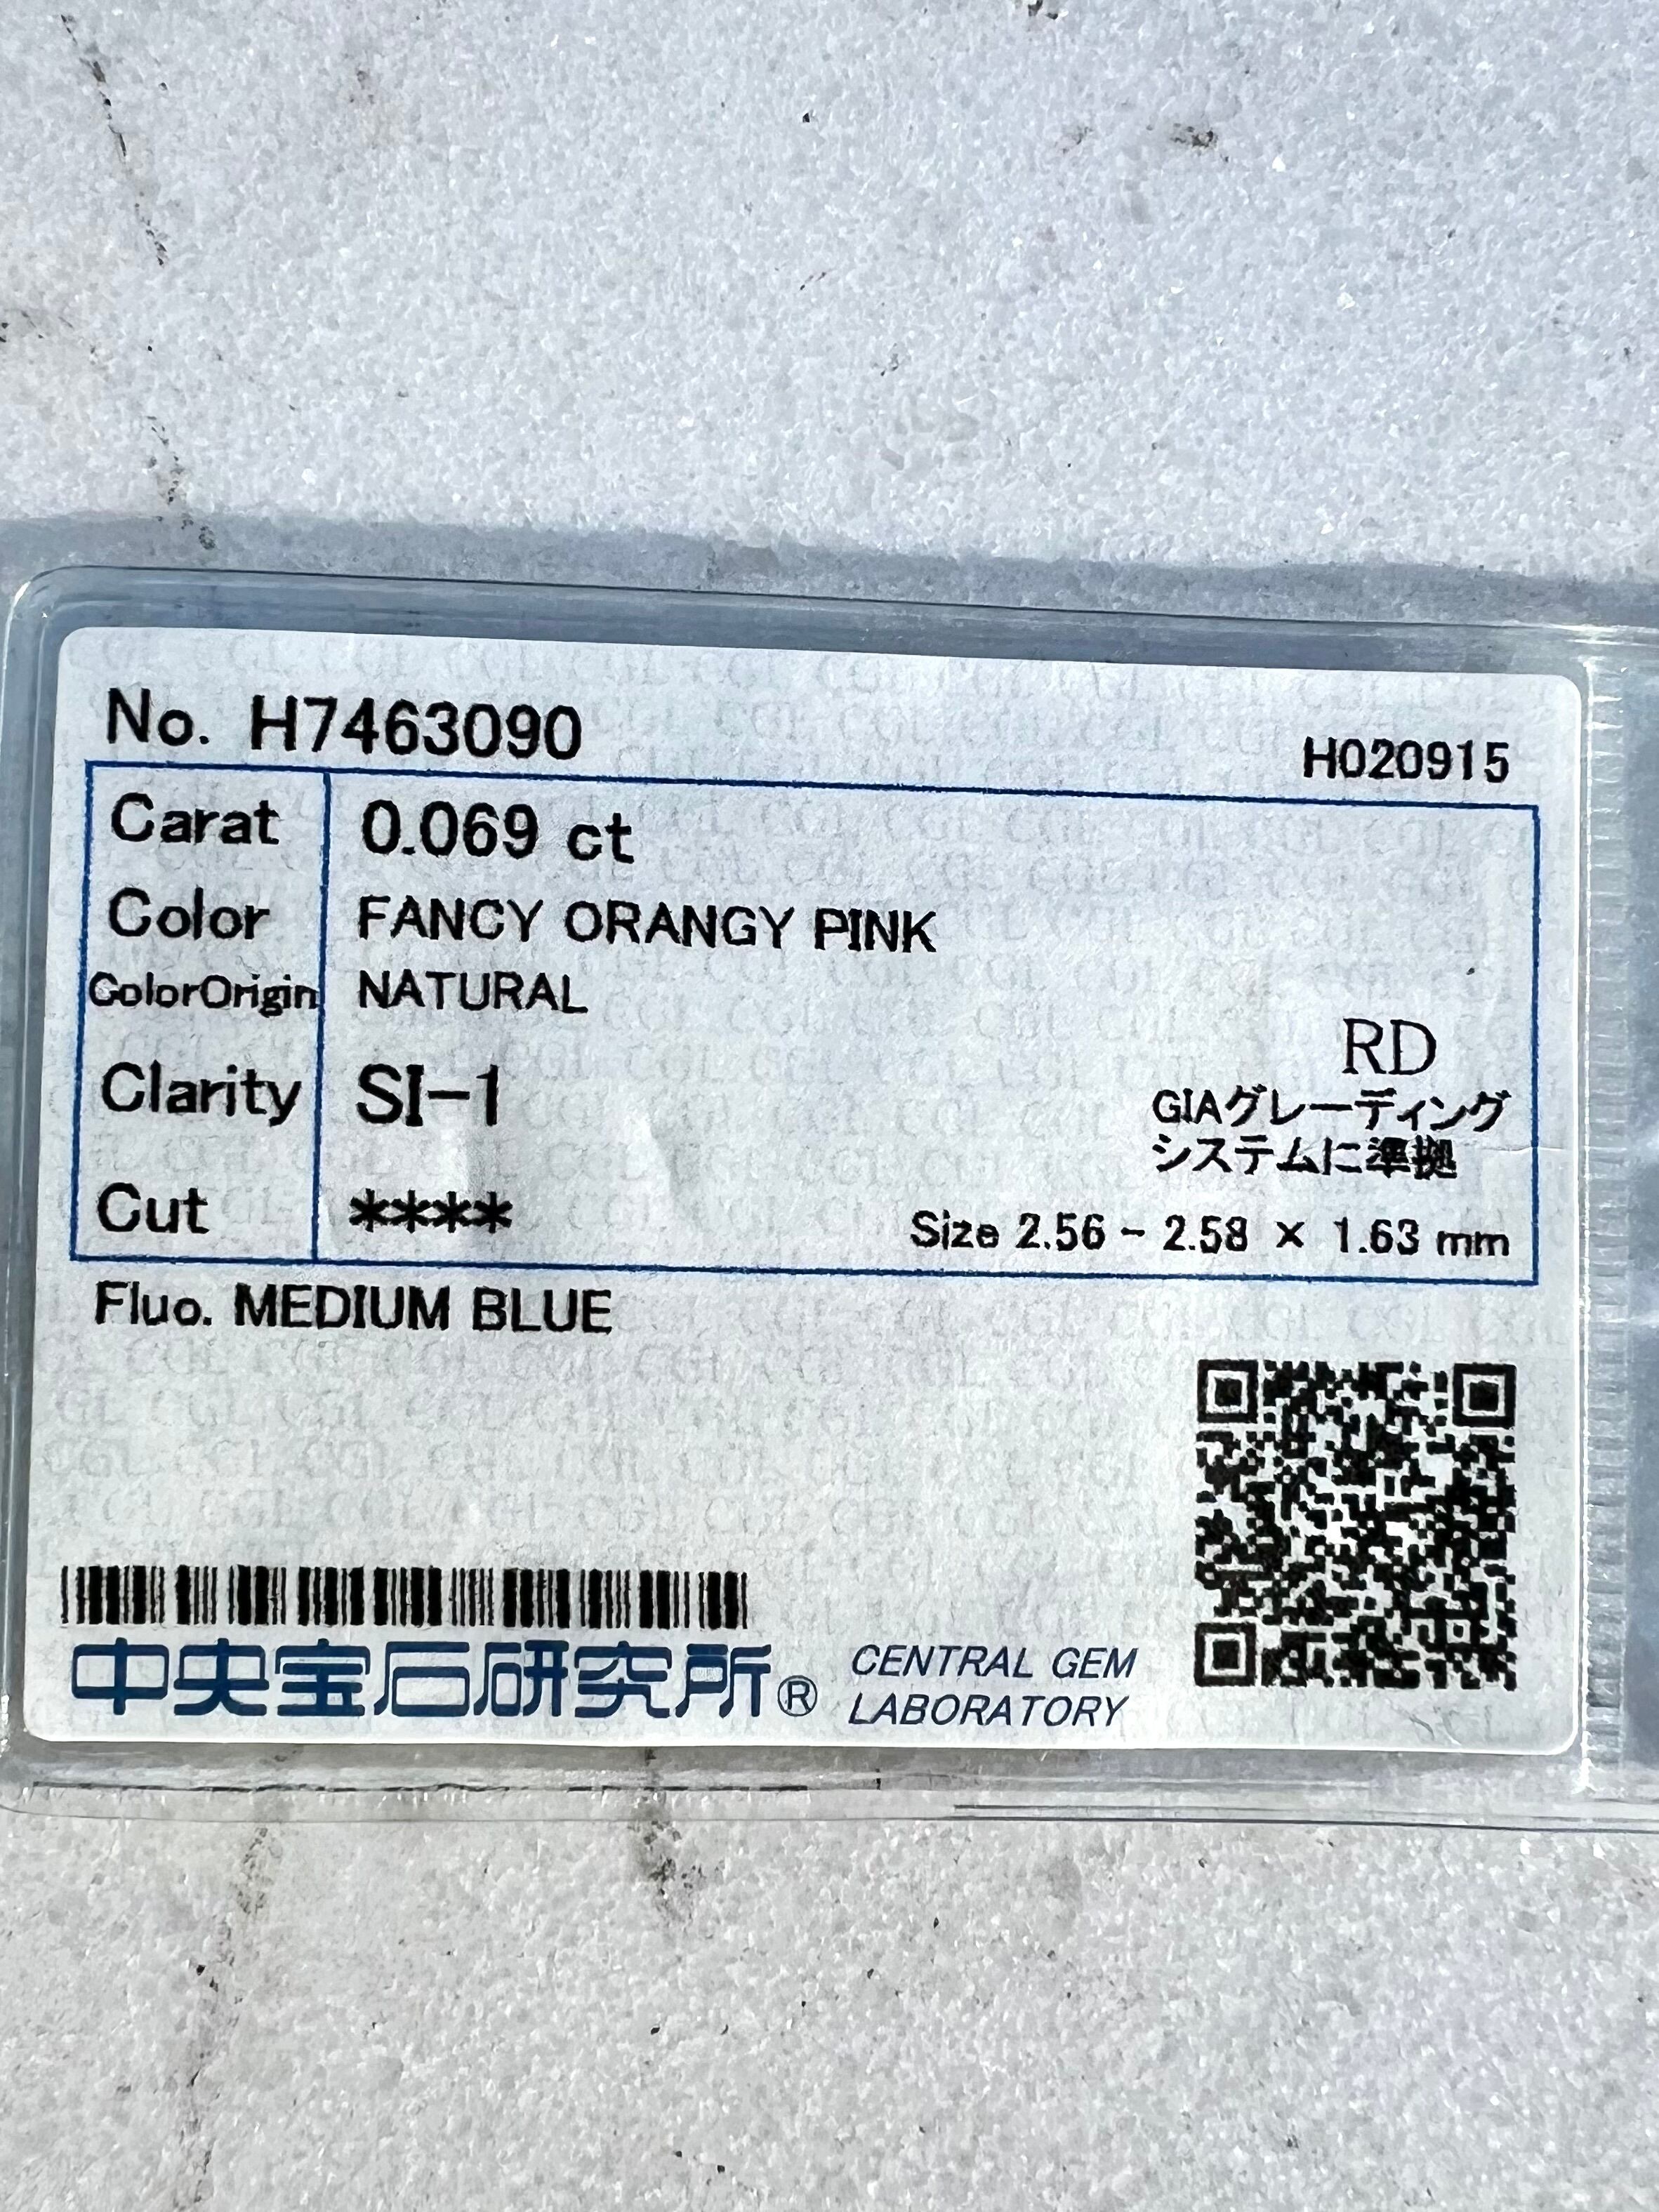 No. H7463090
H020915
Carat 0.069 ct
Color FANCY ORANGY PINK
ColorOrigin NATURAL
RD
Clarity SI-1
GIAグレーディング
システムに準拠
Cut ****
Size 2.56 - 2.58 × 1.63 mm
Fluo. MEDIUM BLUE
中央宝石研究所®
CENTRAL GEM
LABORATORY